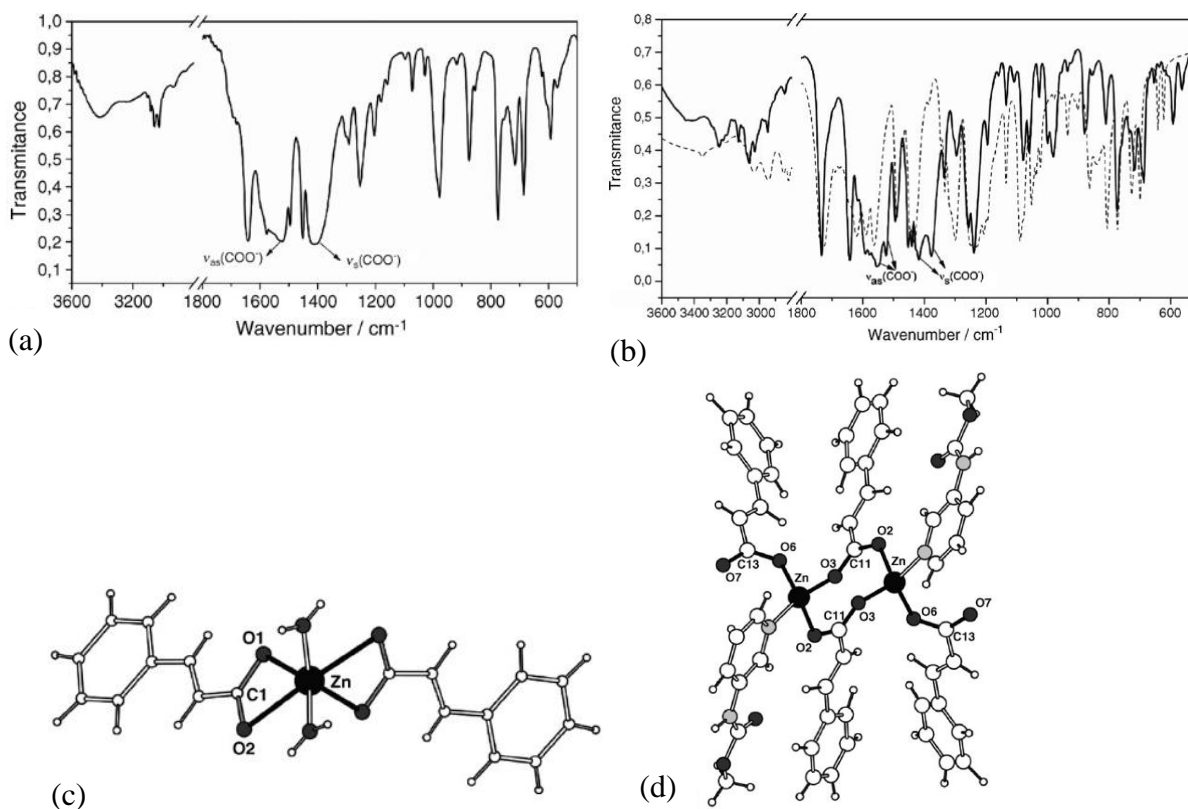 1,0
0,9
0,8
0,7
0,6
0,5
0,4
0,3
0,2
0,1
Transmitance
νas(COO⁻)
νs(COO⁻)
3600 3200 1800 1600 1400 1200 1000 800 600
Wavenumber / cm⁻¹
(a)
0,8
0,7
0,6
0,5
0,4
0,3
0,2
0,1
0,0
Transmitance
νas(COO⁻)
νs(COO⁻)
3600 3400 3200 3000 1800 1600 1400 1200 1000 800 600
Wavenumber / cm⁻¹
(b)
O1
Zn
C1
O2
(c)
O6
O2
O7
C13
Zn
O3
C11
Zn
C11
O3
O6
O7
O2
C13
(d)